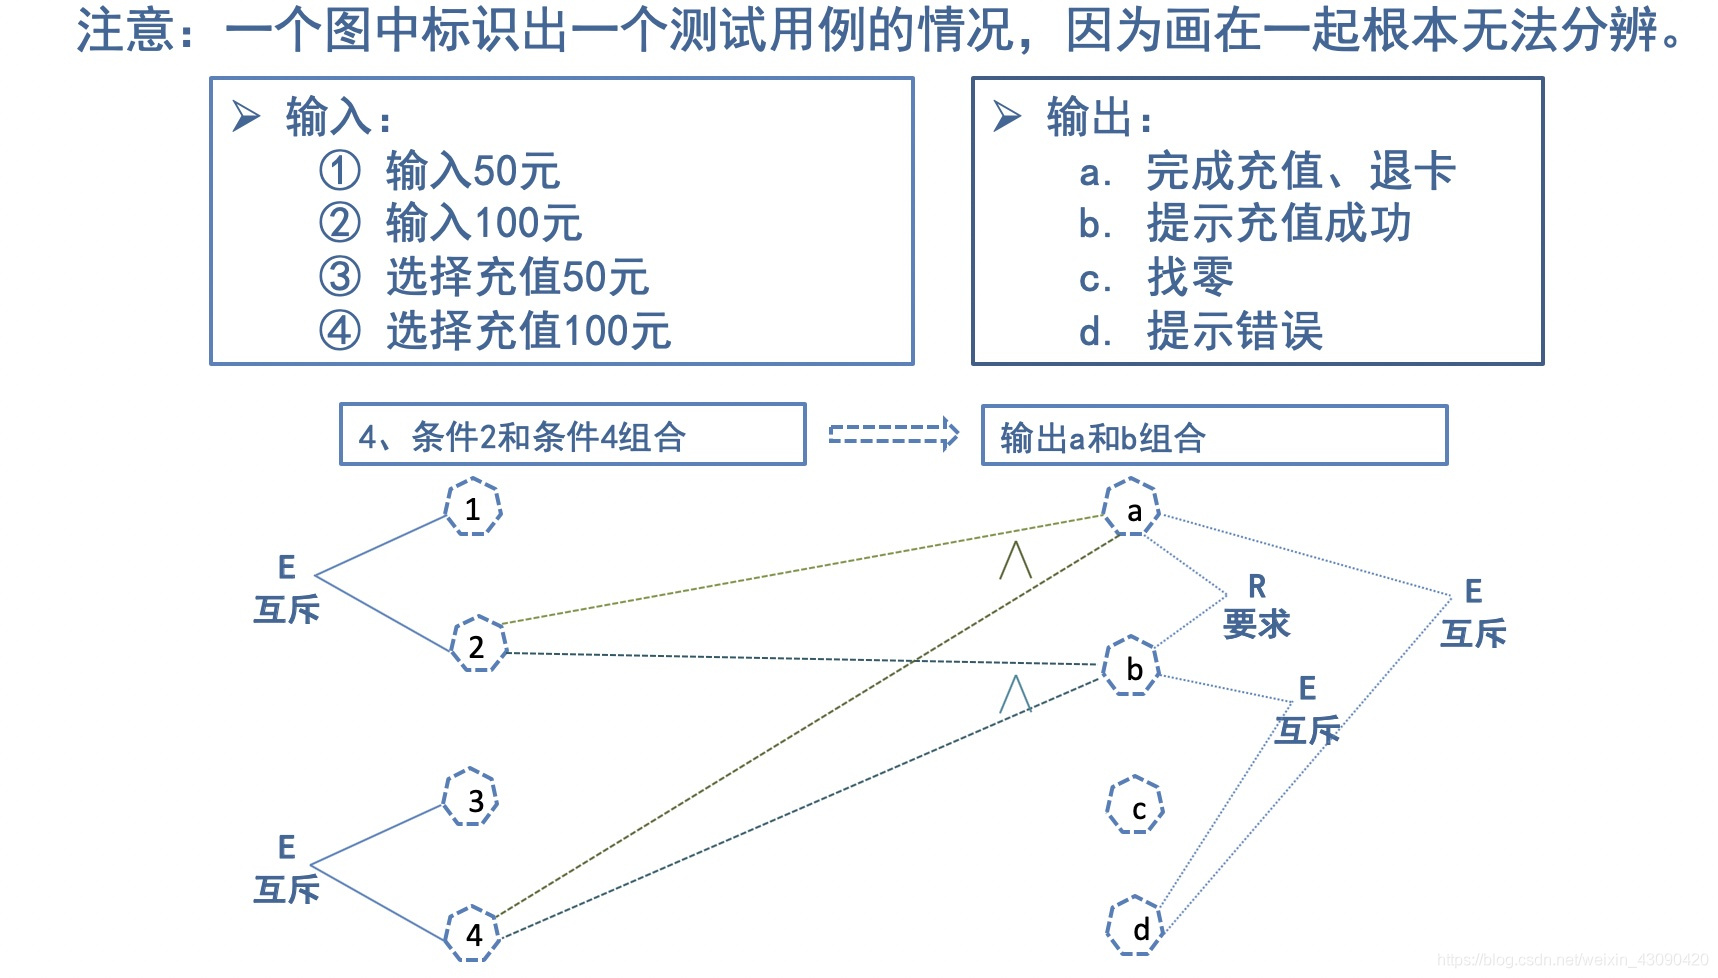 注意：一个图中标识出一个测试用例的情况，因为画在一起根本无法分辨。
➢ 输入：
① 输入50元
② 输入100元
③ 选择充值50元
④ 选择充值100元
➢ 输出：
a. 完成充值、退卡
b. 提示充值成功
c. 找零
d. 提示错误
4、条件2和条件4组合
输出a和b组合
1
a
E
互斥
∧
R
要求
E
互斥
2
b
∧
E
互斥
3
c
E
互斥
4
d
https://blog.csdn.net/weixin_43090420